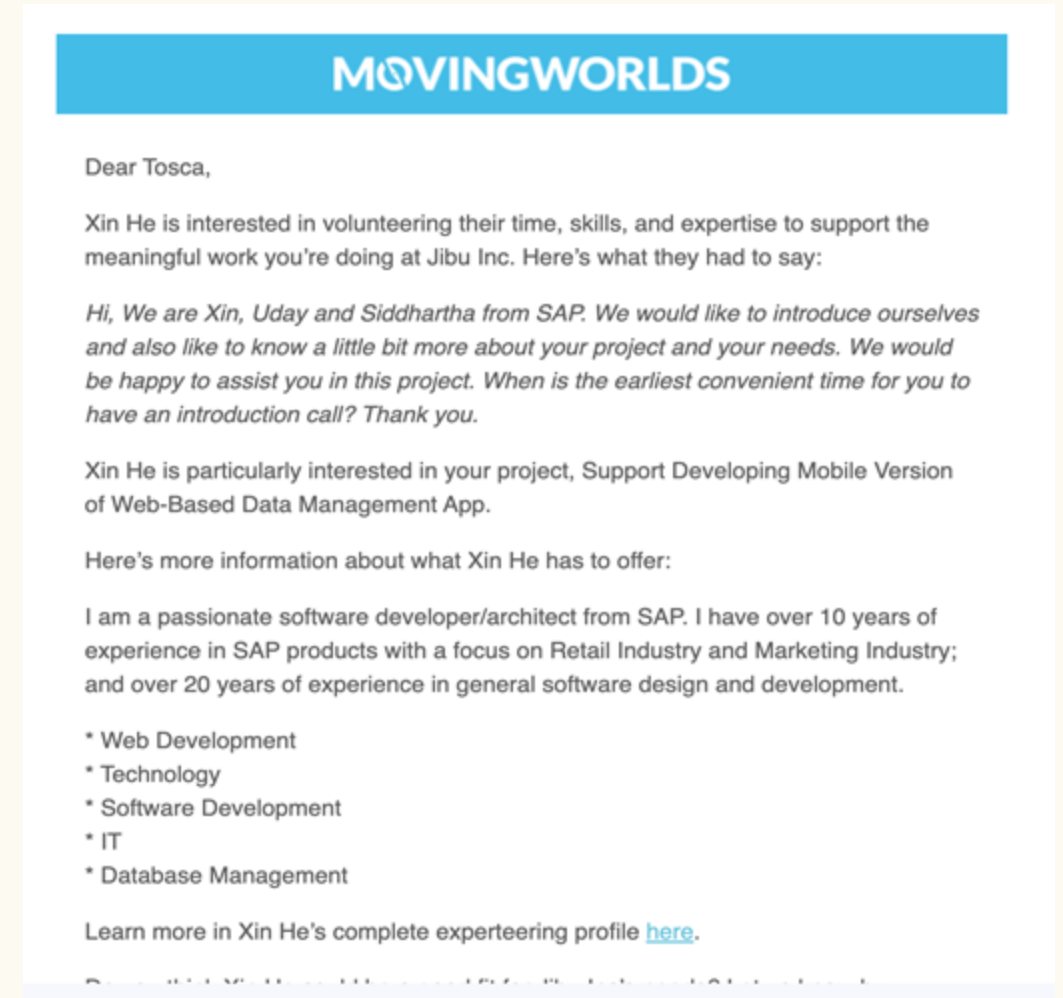 MOVINGWORLDS
Dear Tosca,
Xin He is interested in volunteering their time, skills, and expertise to support the
meaningful work you're doing at Jibu Inc. Here's what they had to say:
Hi, We are Xin, Uday and Siddhartha from SAP. We would like to introduce ourselves
and also like to know a little bit more about your project and your needs. We would
be happy to assist you in this project. When is the earliest convenient time for you to
have an introduction call? Thank you.
Xin He is particularly interested in your project, Support Developing Mobile Version
of Web-Based Data Management App.
Here's more information about what Xin He has to offer:
I am a passionate software developer/architect from SAP. I have over 10 years of
experience in SAP products with a focus on Retail Industry and Marketing Industry;
and over 20 years of experience in general software design and development.
* Web Development
* Technology
* Software Development
* IT
* Database Management
Learn more in Xin He's complete experteering profile here.